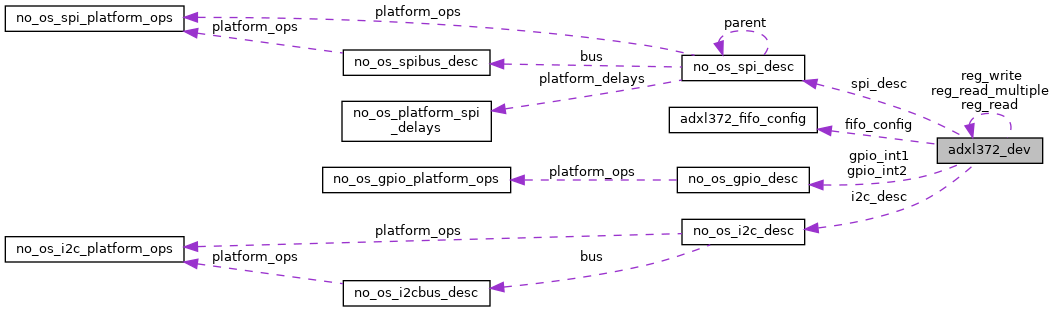 no_os_spi_platform_ops
platform_ops
platform_ops
parent
no_os_spibus_desc
bus
no_os_spi_desc
platform_delays
spi_desc
reg_write
reg_read_multiple
reg_read
no_os_platform_spi
_delays
adxl372_fifo_config
fifo_config
adxl372_dev
gpio_int1
gpio_int2
no_os_gpio_platform_ops
platform_ops
no_os_gpio_desc
i2c_desc
no_os_i2c_platform_ops
platform_ops
platform_ops
no_os_i2c_desc
bus
no_os_i2cbus_desc